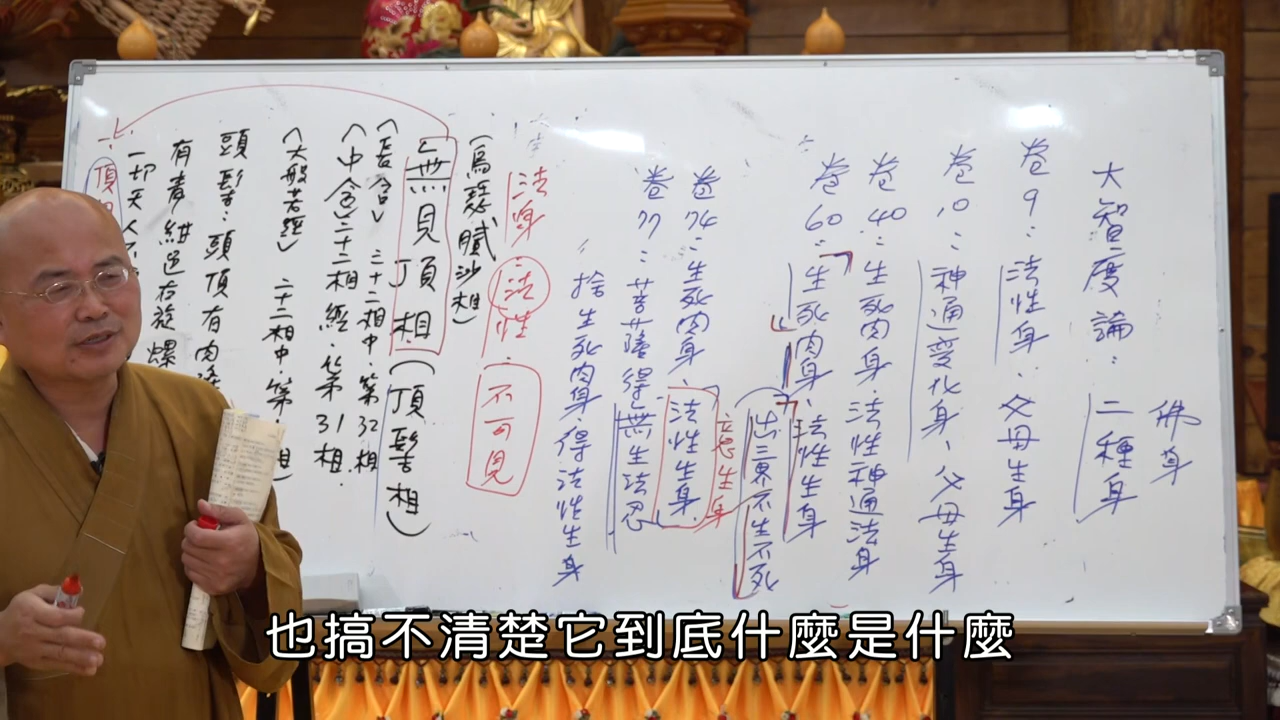 佛身
大智度論：二種身
卷9：法性身、父母生身
卷10：神通變化身、父母生身
卷40：生死肉身、法性神通法身
卷60：生死肉身、法性生身
出三界不生不死
意生身
卷74：生死肉身、法性生身
卷77：菩薩得無生法忍
捨生死肉身得法性生身
法身
法性 不可見
(烏瑟膩沙相)
無見頂相(頂髻相)
〈長含〉三十二相中、第32相
〈中含〉三十二相經、第31相
〈大般若經〉三十二相中、第 相
頭髻：頭頂有肉
有青紺色右旋螺
一切天人不
頂
也搞不清楚它到底什麼是什麼